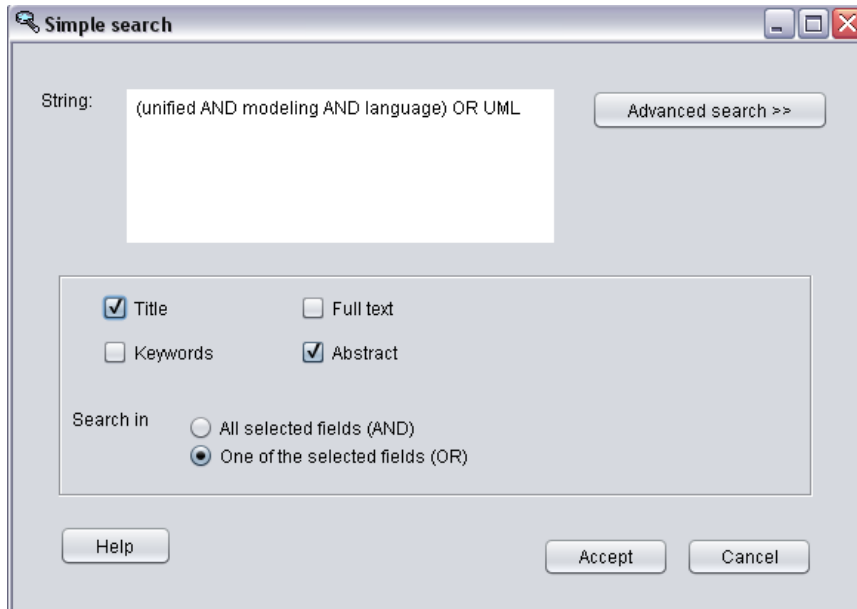 Simple search
String:
(unified AND modeling AND language) OR UML
Advanced search >>
Title
Full text
Keywords
Abstract
Search in
All selected fields (AND)
One of the selected fields (OR)
Help
Accept
Cancel